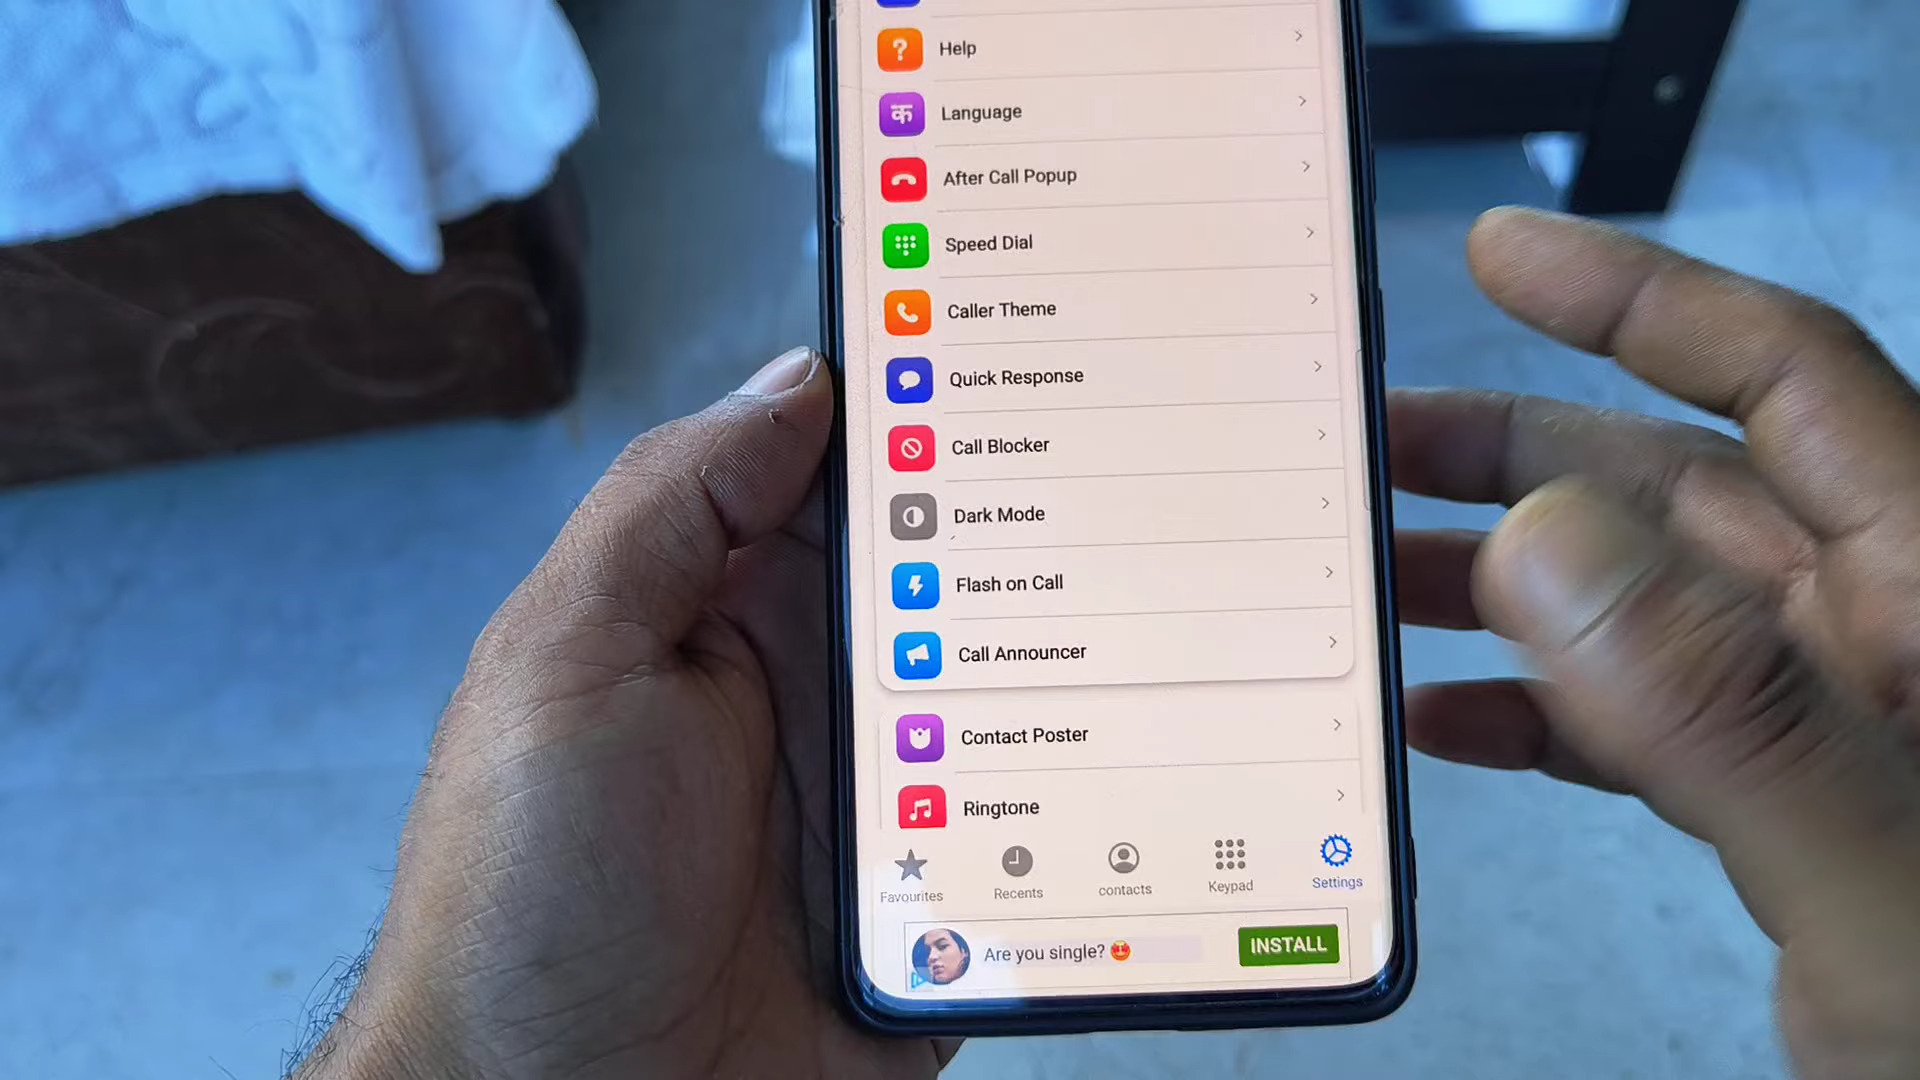 Help
Language
क
After Call Popup
Speed Dial
Caller Theme
Quick Response
Call Blocker
Dark Mode
Flash on Call
Call Announcer
Contact Poster
Ringtone
Favourites
Recents
contacts
Keypad
Settings
Are you single? 🤩
INSTALL